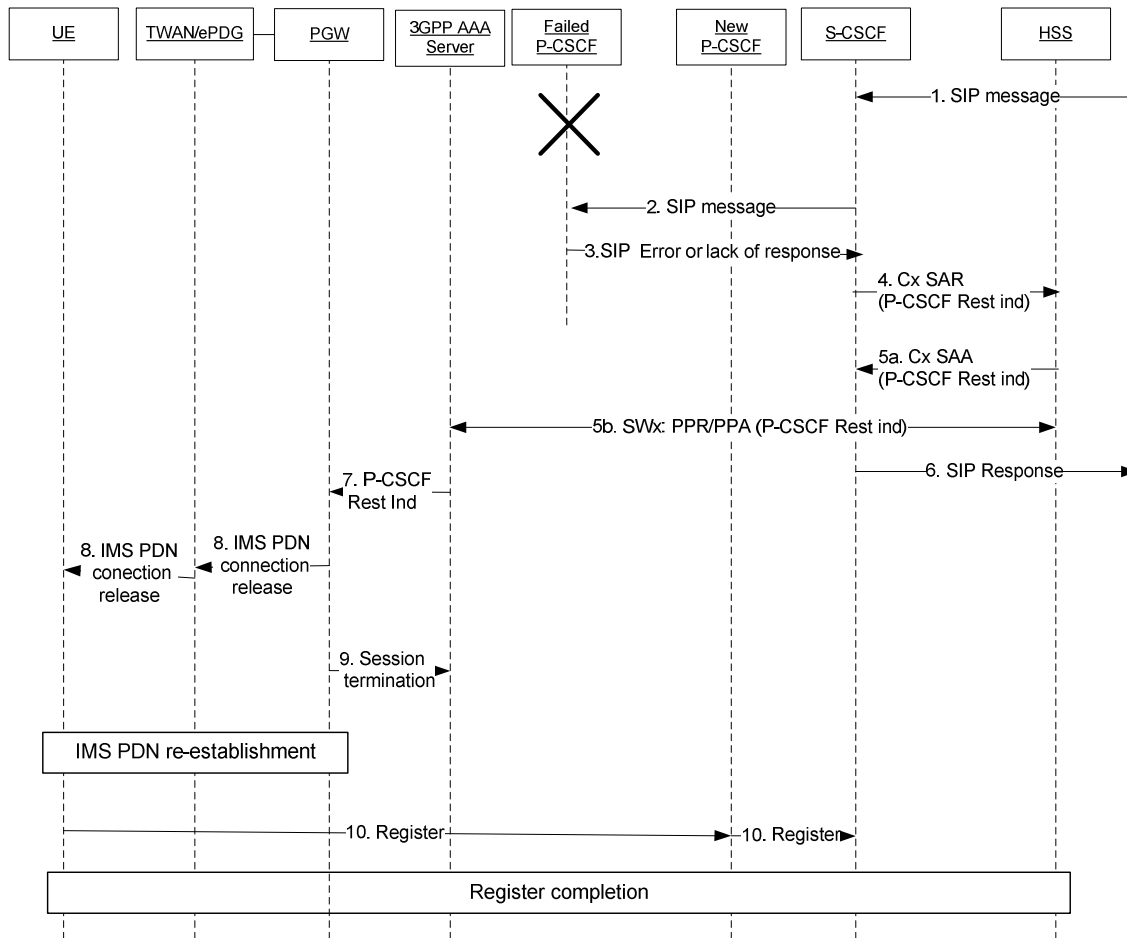 UE
TWAN/ePDG
PGW
3GPP AAA
Server
Failed
P-CSCF
New
P-CSCF
S-CSCF
HSS
1. SIP message
2. SIP message
3.SIP Error or lack of response
4. Cx SAR
(P-CSCF Rest ind)
5a. Cx SAA
(P-CSCF Rest ind)
5b. SWx: PPR/PPA (P-CSCF Rest ind)
6. SIP Response
7. P-CSCF
Rest Ind
8. IMS PDN
conection
release
8. IMS PDN
connection
release
9. Session
termination
IMS PDN re-establishment
10. Register
10. Register
Register completion